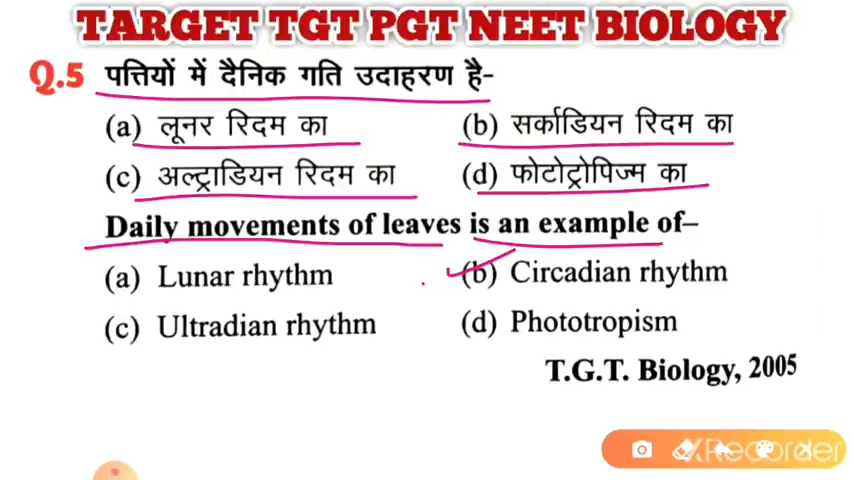 TARGET TGT PGT NEET BIOLOGY
Q.5 पत्तियों में दैनिक गति उदाहरण है-
(a) लूनर रिदम का (b) सर्काडियन रिदम का
(c) अल्ट्राडियन रिदम का (d) फोटोट्रोपिज्म का
Daily movements of leaves is an example of–
(a) Lunar rhythm (b) Circadian rhythm
(c) Ultradian rhythm (d) Phototropism
T.G.T. Biology, 2005
XRecorder